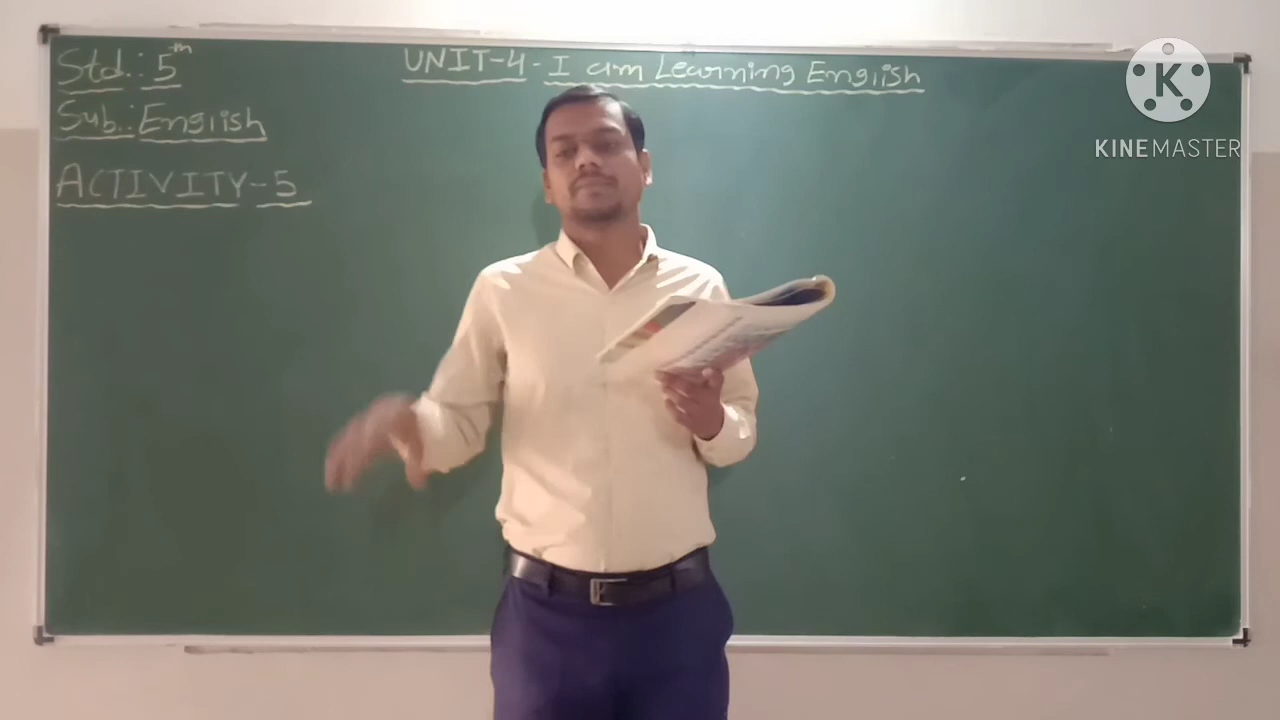 Std.: 5th
UNIT-4 - I am Learning English
Sub.: English
ACTIVITY-5
K
KINEMASTER